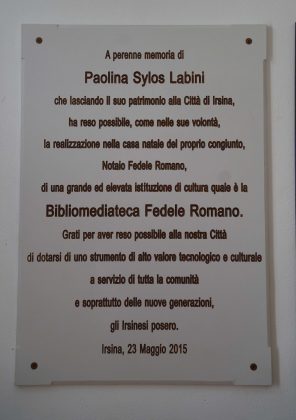 A perenne memoria di
Paolina Sylos Labini
che lasciando il suo patrimonio alla Città di Irsina,
ha reso possibile, come nelle sue volontà,
la realizzazione nella casa natale del proprio congiunto,
Notaio Fedele Romano,
di una grande ed elevata istituzione di cultura quale è la
Bibliomediateca Fedele Romano.
Grati per aver reso possibile alla nostra Città
di dotarsi di uno strumento di alto valore tecnologico e culturale
a servizio di tutta la comunità
e soprattutto delle nuove generazioni,
gli Irsinesi posero.
Irsina, 23 Maggio 2015